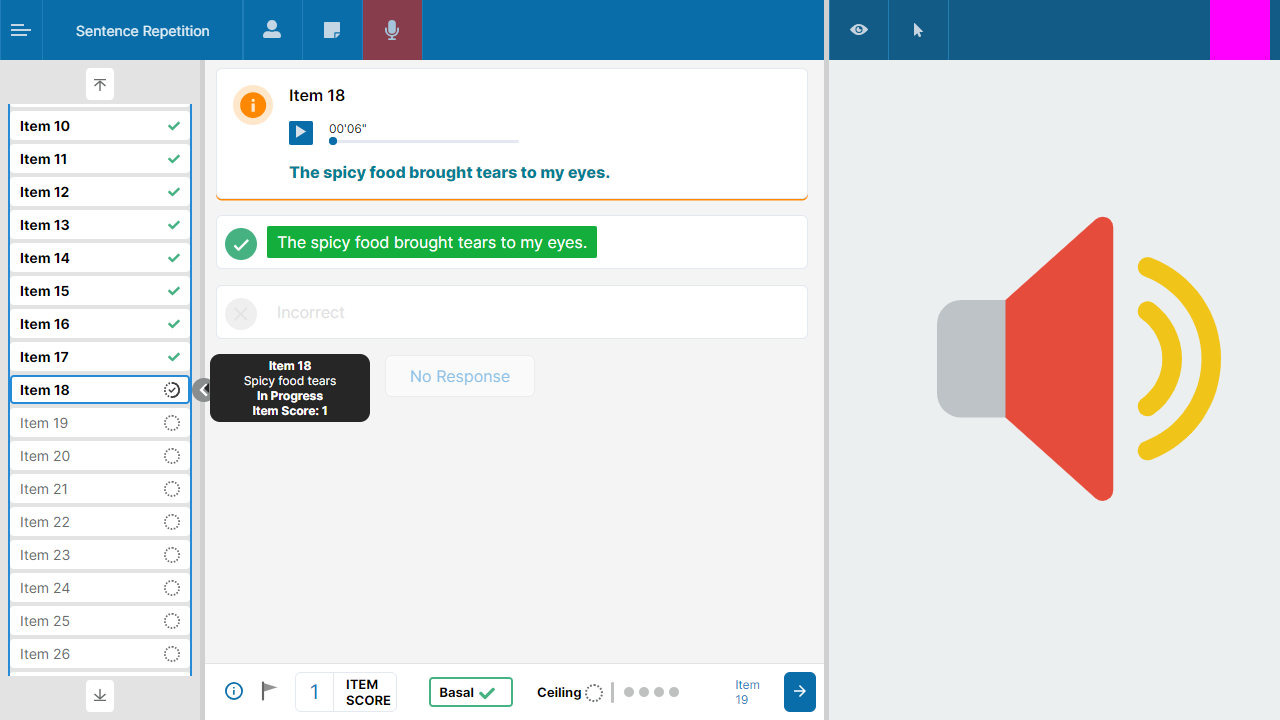 Sentence Repetition
Item 10
Item 11
Item 12
Item 13
Item 14
Item 15
Item 16
Item 17
Item 18
Item 19
Item 20
Item 21
Item 22
Item 23
Item 24
Item 25
Item 26
Item 18
00'06"
The spicy food brought tears to my eyes.
The spicy food brought tears to my eyes.
Incorrect
Item 18
Spicy food tears
In Progress
Item Score: 1
No Response
1
ITEM
SCORE
Basal
Ceiling
Item
19